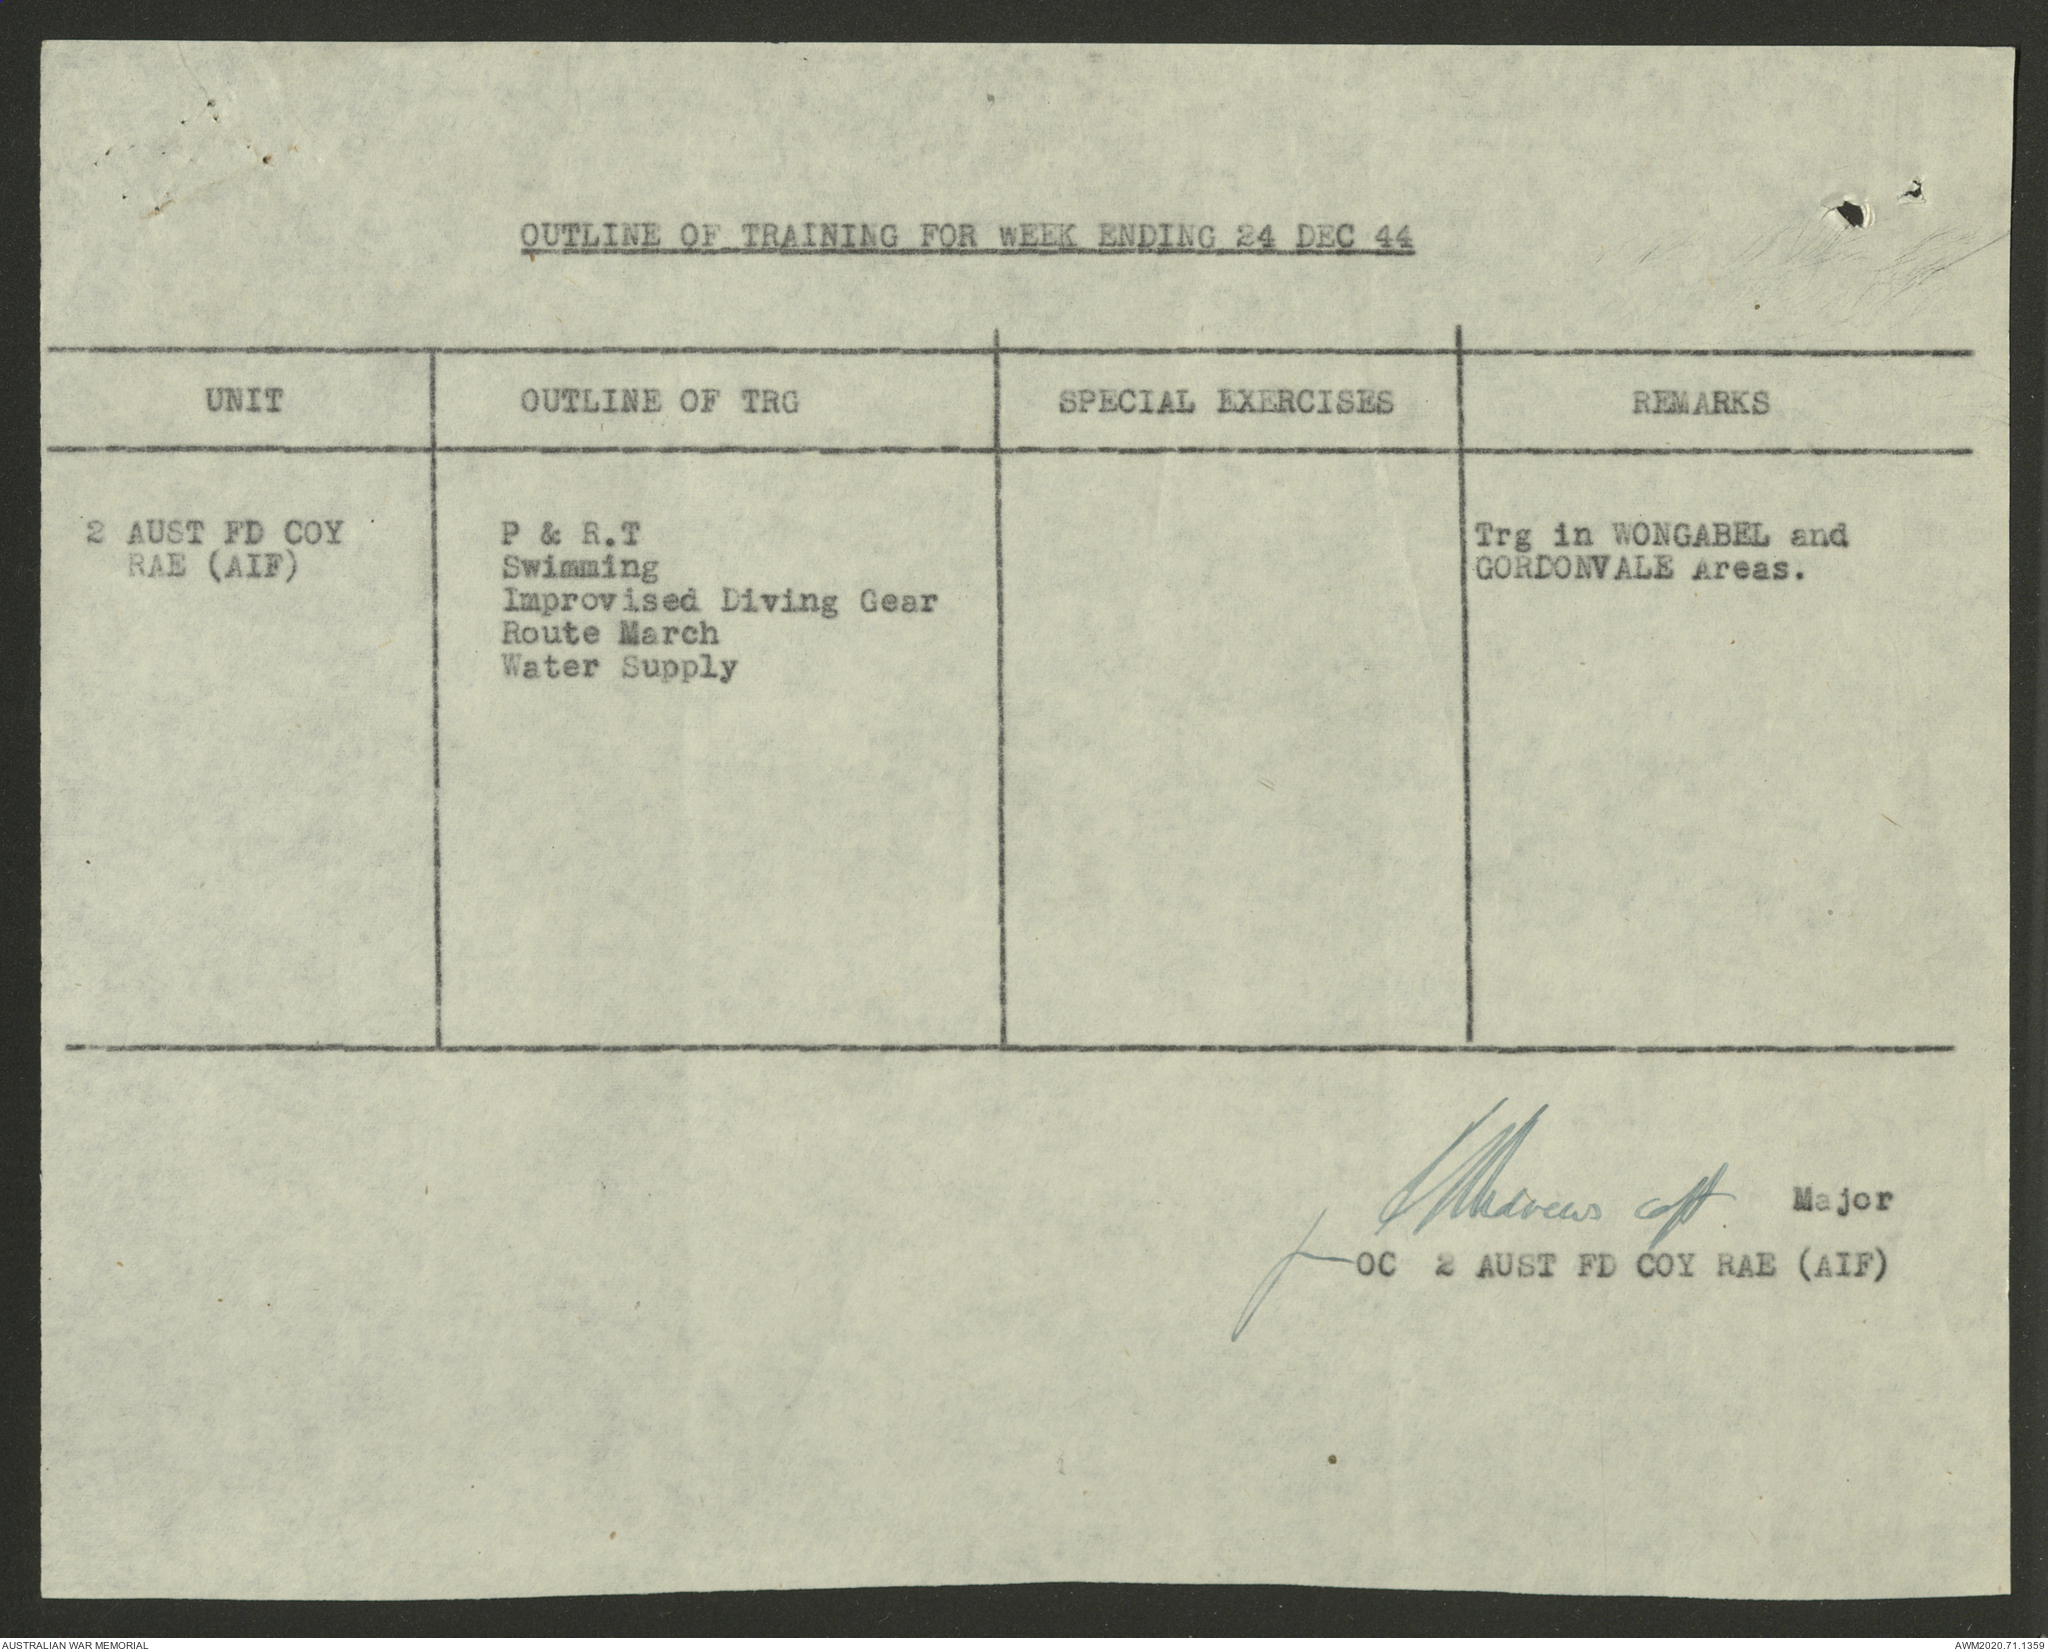 OUTLINE OF TRAINING FOR WEEK ENDING 24 DEC 44
UNIT
OUTLINE OF TRG
SPECIAL EXERCISES
REMARKS
2 AUST FD COY
RAE (AIF)
P & R.T
Swimming
Improvised Diving Gear
Route March
Water Supply
Trg in WONGABEL and
GORDONVALE Areas.
Andrews capt. Major
OC 2 AUST FD COY RAE (AIF)
AUSTRALIAN WAR MEMORIAL
AWM2020.71.1359